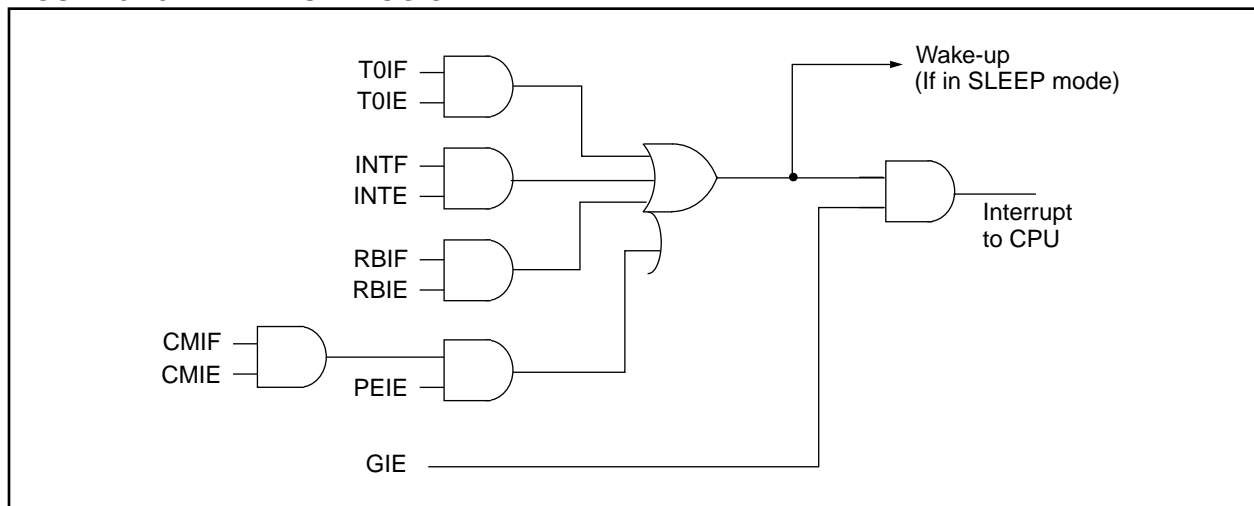 T0IF
T0IE
INTF
INTE
RBIF
RBIE
CMIF
CMIE
PEIE
GIE
Wake-up
(If in SLEEP mode)
Interrupt
to CPU